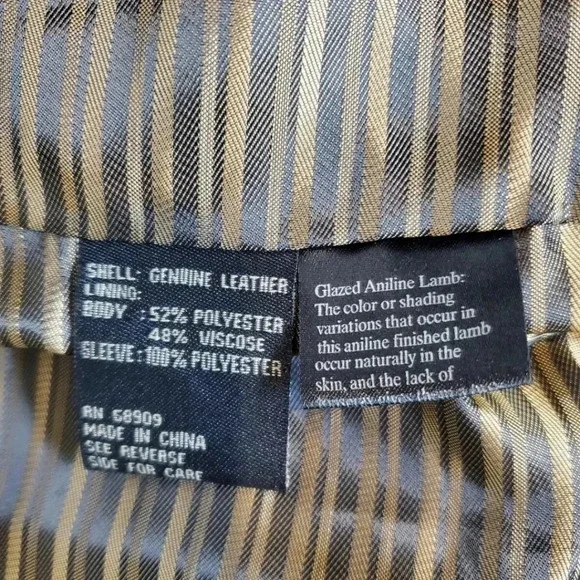 SHELL: GENUINE LEATHER
LINING:
BODY : 52% POLYESTER
48% VISCOSE
SLEEVE: 100% POLYESTER
RN 68909
MADE IN CHINA
SEE REVERSE
SIDE FOR CARE
Glazed Aniline Lamb:
The color or shading
variations that occur in
this aniline finished lamb
occur naturally in the
skin, and the lack of